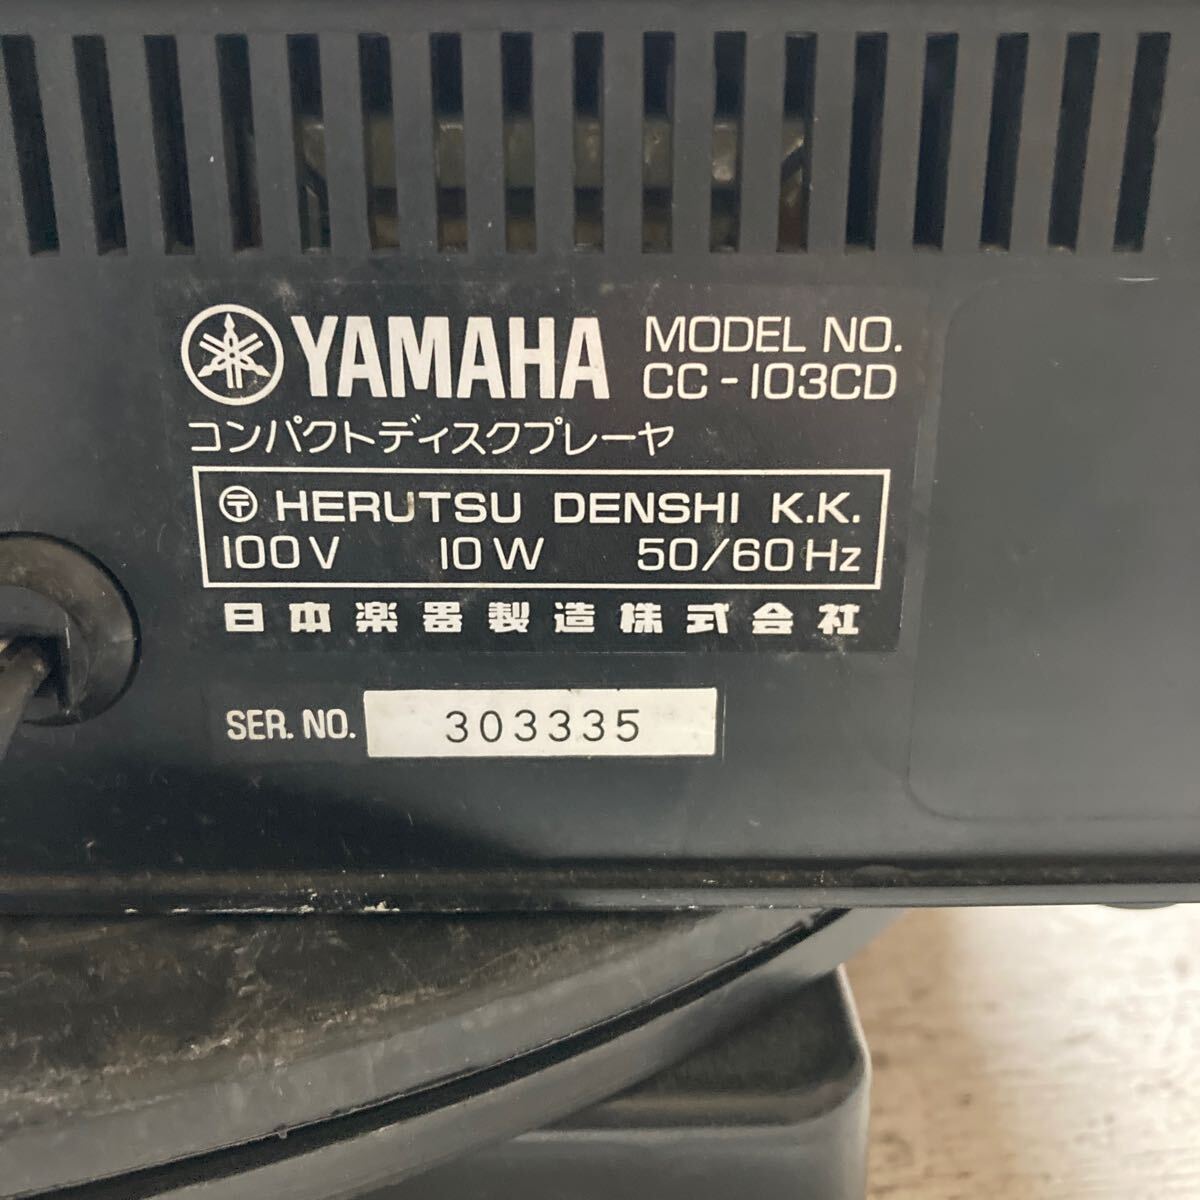 YAMAHA MODEL NO.
CC-103CD
コンパクトディスクプレーヤ
〒 HERUTSU DENSHI K.K.
100V 10W 50/60Hz
日本楽器製造株式会社
SER. NO. 303335